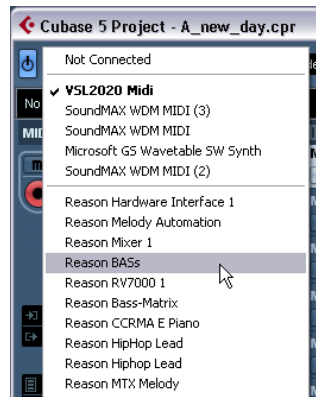 Cubase 5 Project - A_new_day.cpr
Not Connected
No
✓ VSL2020 Midi
SoundMAX WDM MIDI (3)
SoundMAX WDM MIDI
MI
Microsoft GS Wavetable SW Synth
m
SoundMAX WDM MIDI (2)
Reason Hardware Interface 1
Reason Melody Automation
Reason Mixer 1
Reason BASs
Reason RV7000 1
Reason Bass-Matrix
Reason CCRMA E Piano
Reason HipHop Lead
Reason Hiphop Lead
Reason MTX Melody